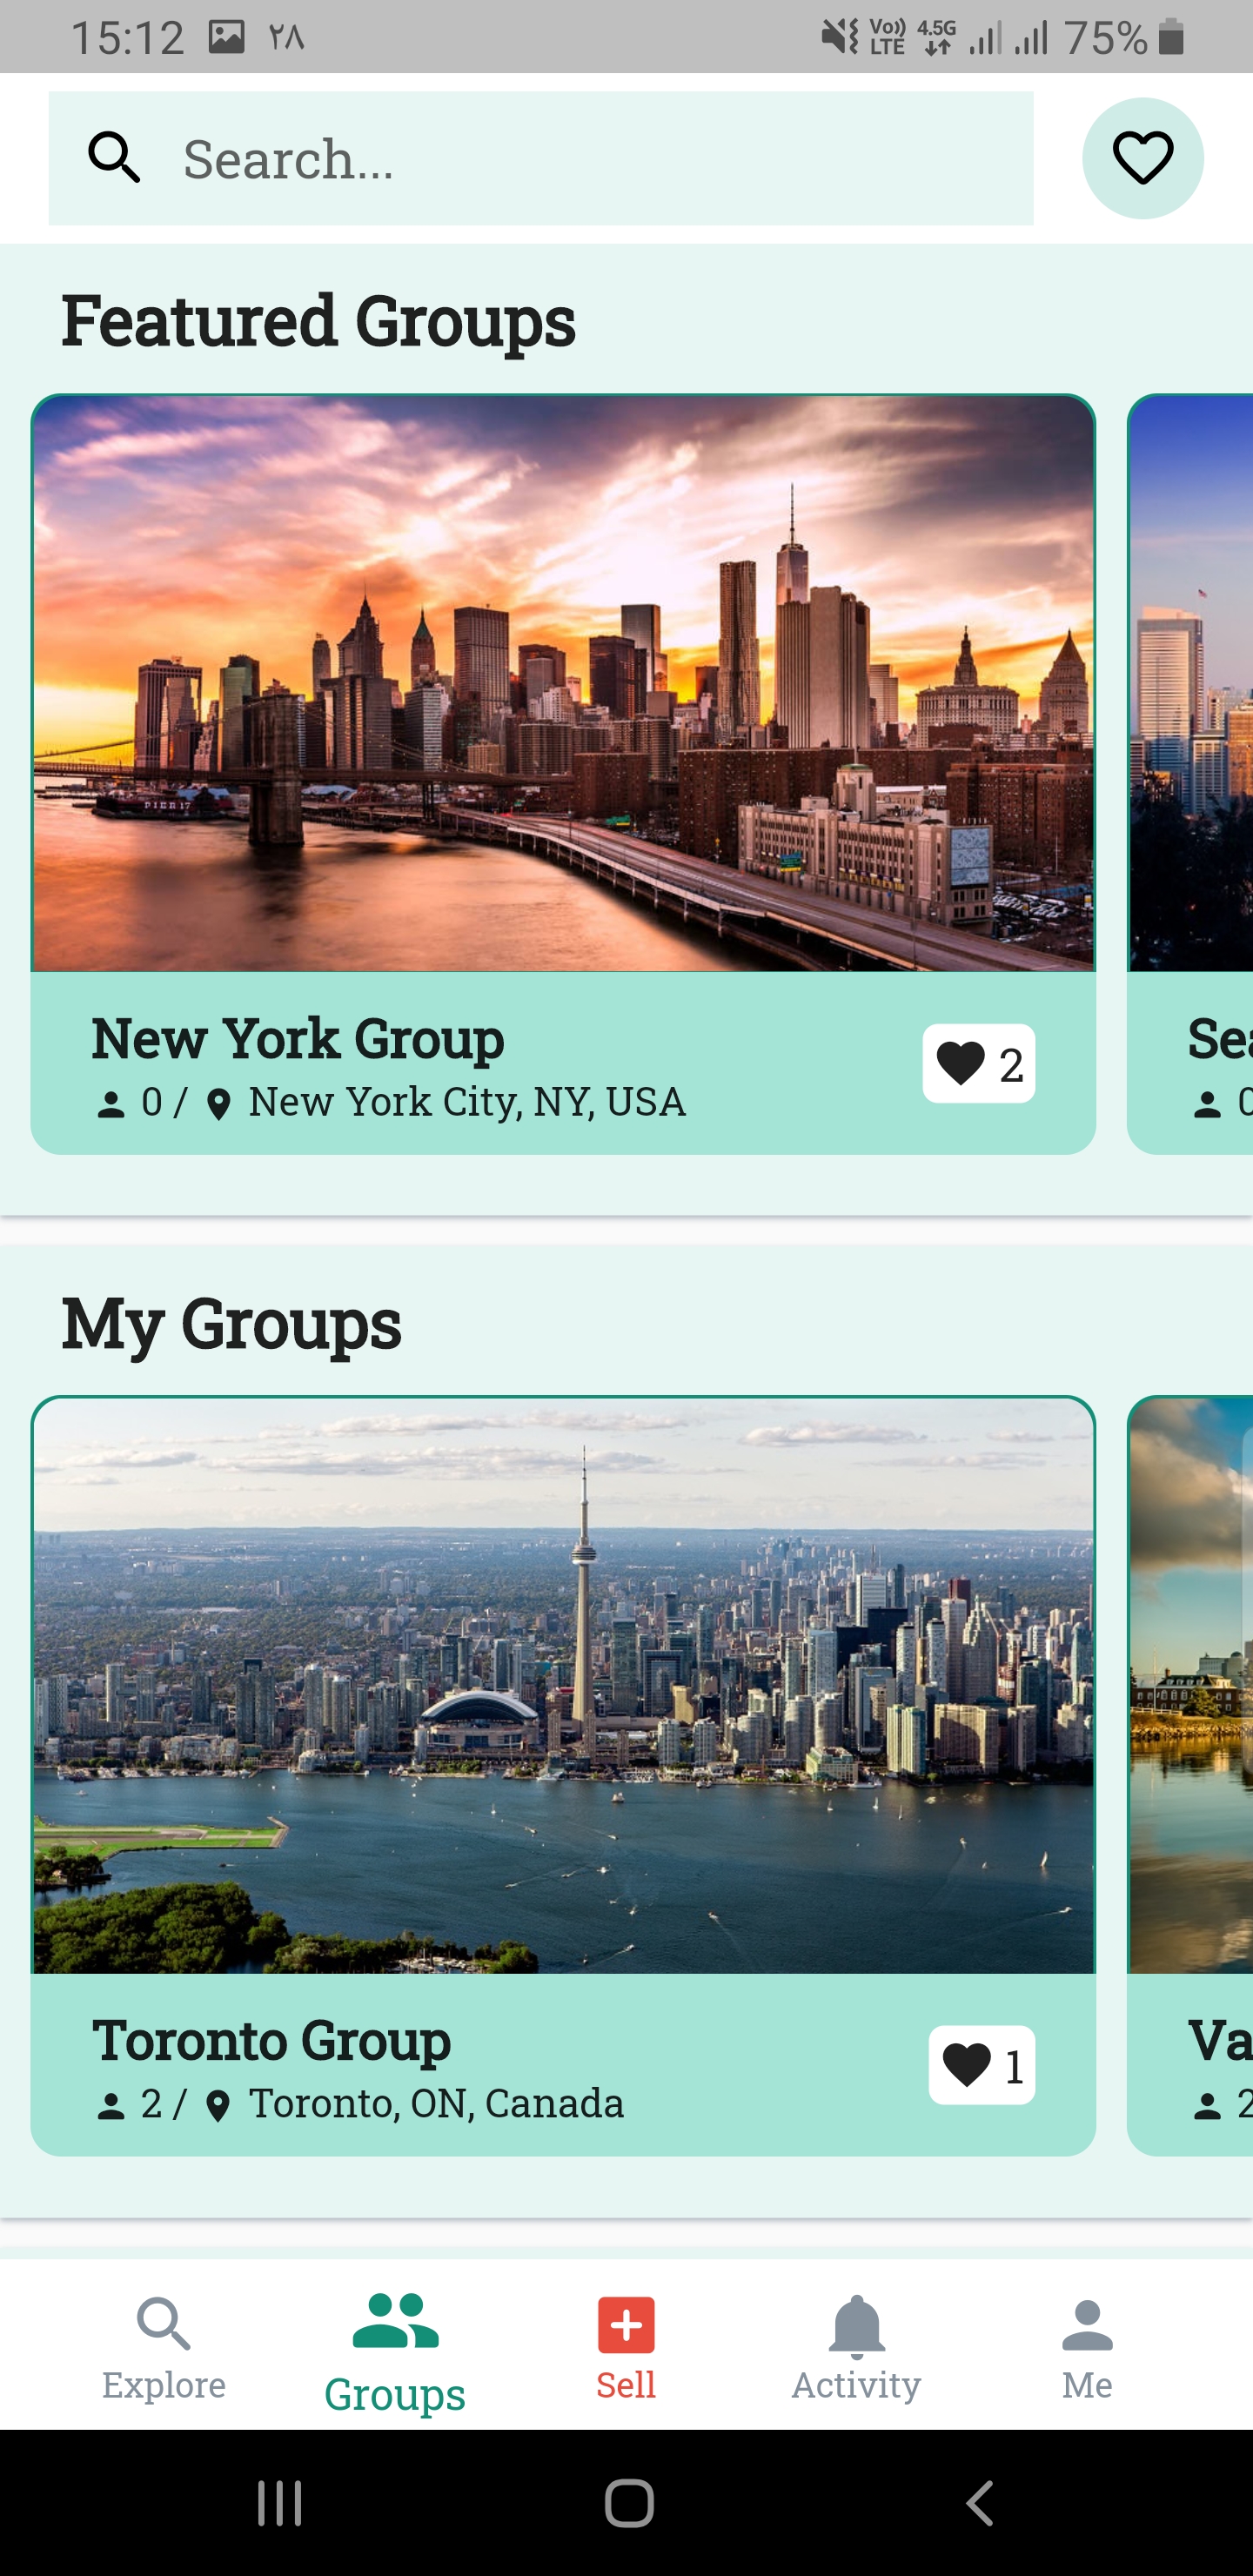 15:12 ٢٨ Vo)) LTE 4.5G 75%
Search...
Featured Groups
PIER 17
New York Group
0 / New York City, NY, USA
2
Sea
0
My Groups
Toronto Group
2 / Toronto, ON, Canada
1
Va
2
Explore
Groups
Sell
Activity
Me